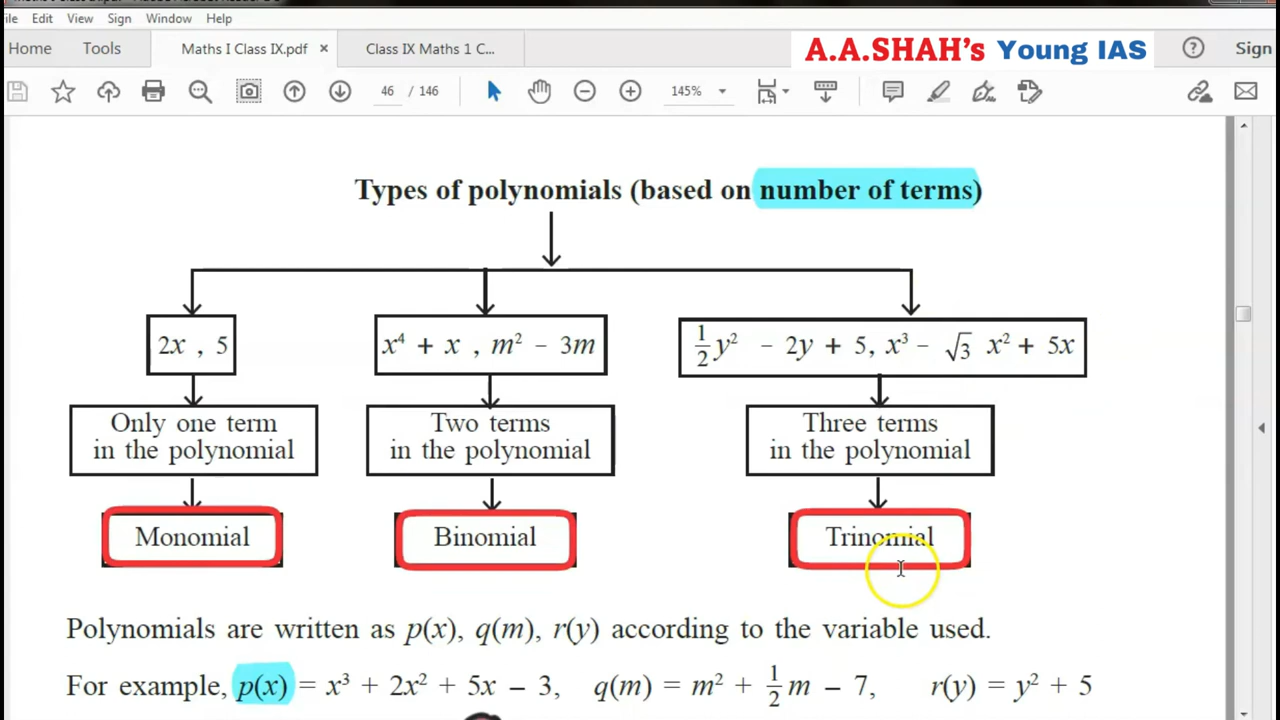 File Edit View Sign Window Help
Home Tools Maths I Class IX.pdf × Class IX Maths 1 C... A.A.SHAH's Young IAS Sign
46 / 146 145%
Types of polynomials (based on number of terms)
2x , 5 x⁴ + x , m² - 3m 1/2 y² - 2y + 5, x³ - √3 x² + 5x
Only one term Two terms Three terms
in the polynomial in the polynomial in the polynomial
Monomial Binomial Trinomial
Polynomials are written as p(x), q(m), r(y) according to the variable used.
For example, p(x) = x³ + 2x² + 5x - 3, q(m) = m² + 1/2 m - 7, r(y) = y² + 5